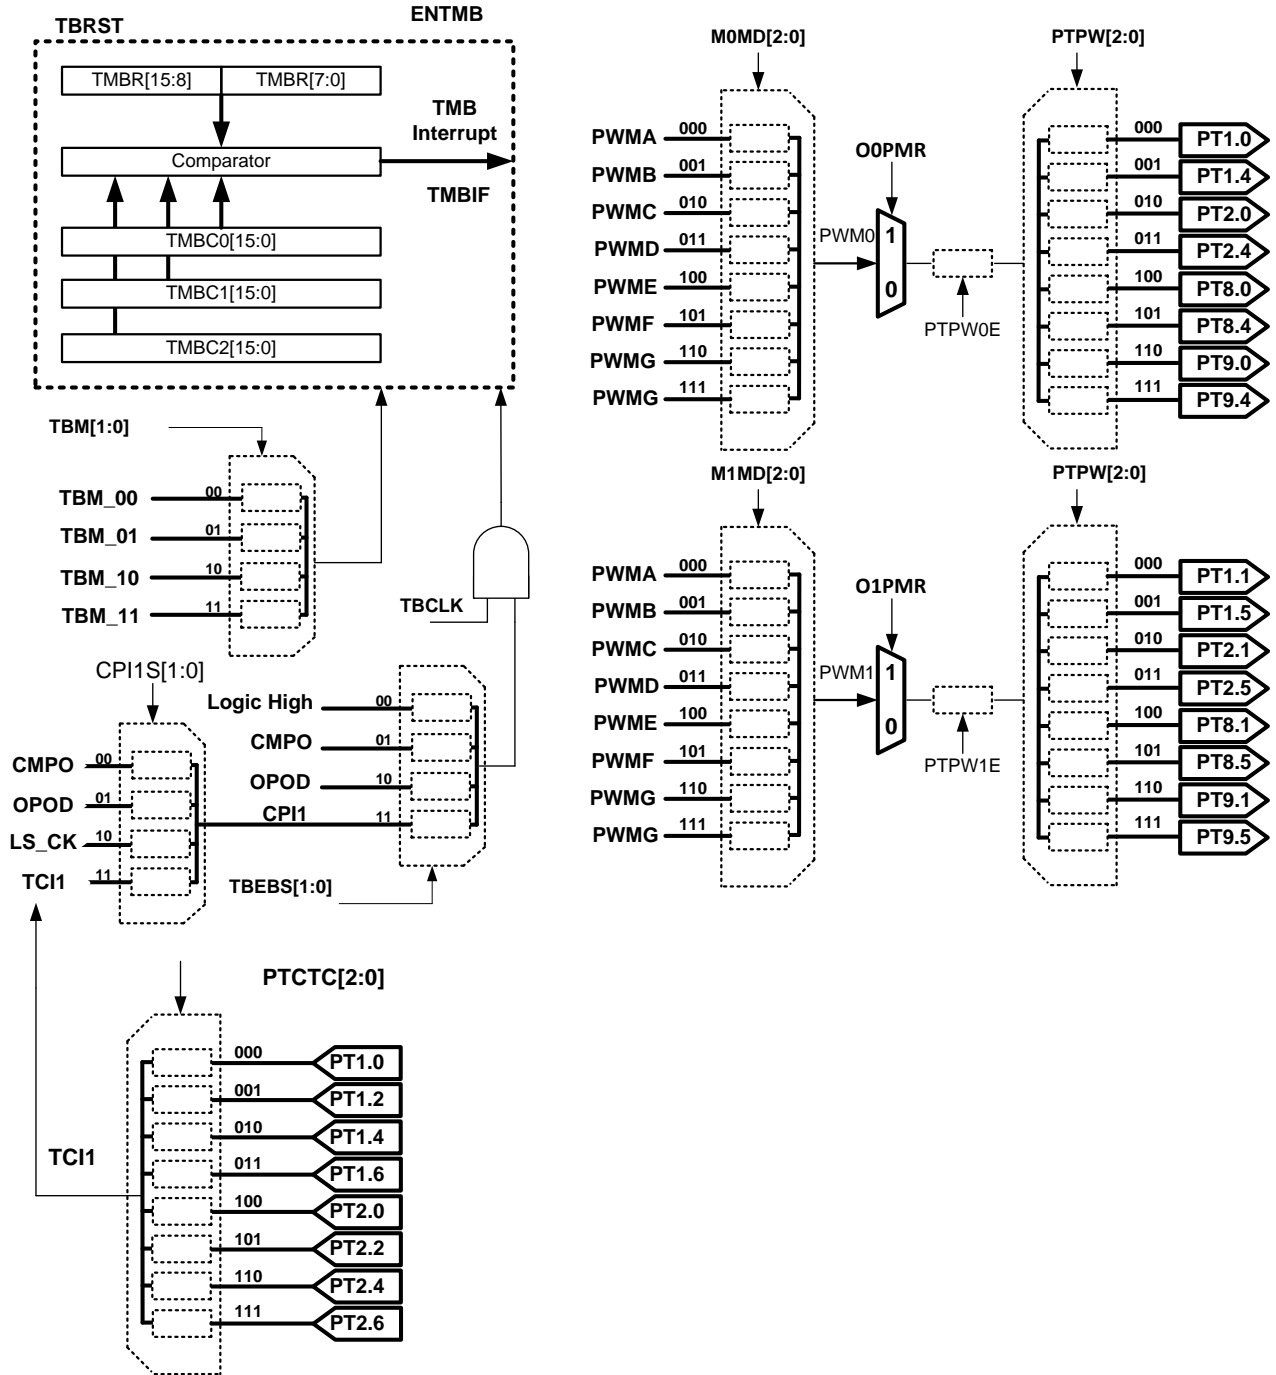 TBRST
ENTMB
TMBR[15:8]
TMBR[7:0]
TMB
Interrupt
Comparator
TMBIF
TMBC0[15:0]
TMBC1[15:0]
TMBC2[15:0]
TBM[1:0]
TBM_00
00
TBM_01
01
TBM_10
10
TBM_11
11
TBCLK
CPI1S[1:0]
Logic High
00
CMPO
01
OPOD
10
CPI1
11
CMPO
00
OPOD
01
LS_CK
10
TCI1
11
TBEBS[1:0]
PTCTC[2:0]
TCI1
000
PT1.0
001
PT1.2
010
PT1.4
011
PT1.6
100
PT2.0
101
PT2.2
110
PT2.4
111
PT2.6
M0MD[2:0]
PWMA
000
PWMB
001
PWMC
010
PWMD
011
PWME
100
PWMF
101
PWMG
110
PWMG
111
O0PMR
PWM0
1
0
PTPW0E
PTPW[2:0]
000
PT1.0
001
PT1.4
010
PT2.0
011
PT2.4
100
PT8.0
101
PT8.4
110
PT9.0
111
PT9.4
M1MD[2:0]
PWMA
000
PWMB
001
PWMC
010
PWMD
011
PWME
100
PWMF
101
PWMG
110
PWMG
111
O1PMR
PWM1
1
0
PTPW1E
PTPW[2:0]
000
PT1.1
001
PT1.5
010
PT2.1
011
PT2.5
100
PT8.1
101
PT8.5
110
PT9.1
111
PT9.5